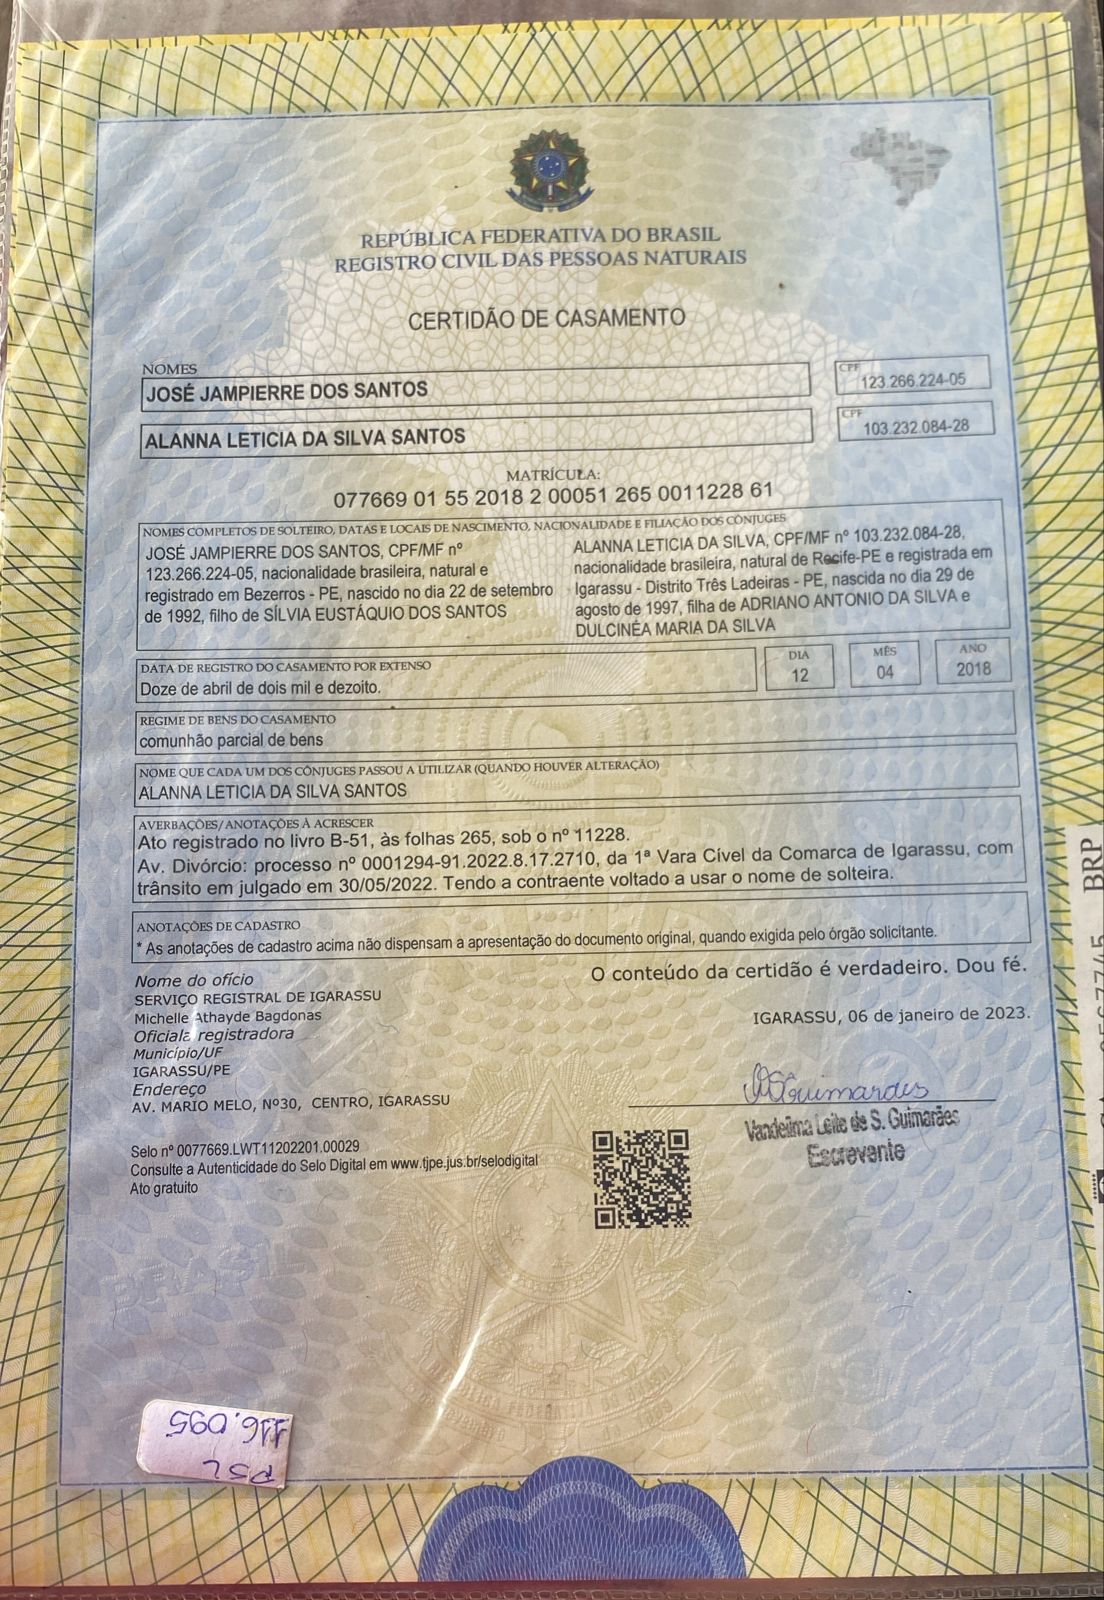 REPÚBLICA FEDERATIVA DO BRASIL
REGISTRO CIVIL DAS PESSOAS NATURAIS
CERTIDÃO DE CASAMENTO
NOMES
JOSÉ JAMPIERRE DOS SANTOS
CPF
123.266.224-05
ALANNA LETICIA DA SILVA SANTOS
CPF
103.232.084-28
MATRÍCULA:
077669 01 55 2018 2 00051 265 0011228 61
NOMES COMPLETOS DE SOLTEIRO, DATAS E LOCAIS DE NASCIMENTO, NACIONALIDADE E FILIAÇÃO DOS CÔNJUGES
JOSÉ JAMPIERRE DOS SANTOS, CPF/MF nº
123.266.224-05, nacionalidade brasileira, natural e
registrado em Bezerros - PE, nascido no dia 22 de setembro
de 1992, filho de SÍLVIA EUSTÁQUIO DOS SANTOS
ALANNA LETICIA DA SILVA, CPF/MF nº 103.232.084-28,
nacionalidade brasileira, natural de Recife-PE e registrada em
Igarassu - Distrito Três Ladeiras - PE, nascida no dia 29 de
agosto de 1997, filha de ADRIANO ANTONIO DA SILVA e
DULCINÉA MARIA DA SILVA
DATA DE REGISTRO DO CASAMENTO POR EXTENSO
Doze de abril de dois mil e dezoito.
DIA
12
MÊS
04
ANO
2018
REGIME DE BENS DO CASAMENTO
comunhão parcial de bens
NOME QUE CADA UM DOS CÔNJUGES PASSOU A UTILIZAR (QUANDO HOUVER ALTERAÇÃO)
ALANNA LETICIA DA SILVA SANTOS
AVERBAÇÕES/ANOTAÇÕES À ACRESCER
Ato registrado no livro B-51, às folhas 265, sob o nº 11228.
Av. Divórcio: processo nº 0001294-91.2022.8.17.2710, da 1ª Vara Cível da Comarca de Igarassu, com
trânsito em julgado em 30/05/2022. Tendo a contraente voltado a usar o nome de solteira.
ANOTAÇÕES DE CADASTRO
* As anotações de cadastro acima não dispensam a apresentação do documento original, quando exigida pelo órgão solicitante.
Nome do ofício
SERVIÇO REGISTRAL DE IGARASSU
Michelle Athayde Bagdonas
Oficiala registradora
Município/UF
IGARASSU/PE
Endereço
AV. MARIO MELO, Nº30, CENTRO, IGARASSU
O conteúdo da certidão é verdadeiro. Dou fé.
IGARASSU, 06 de janeiro de 2023.
Guimarães
Vandelma Leite de S. Guimarães
Escrevente
Selo nº 0077669.LWT11202201.00029
Consulte a Autenticidade do Selo Digital em www.tjpe.jus.br/selodigital
Ato gratuito
BRP
PSL
116.095